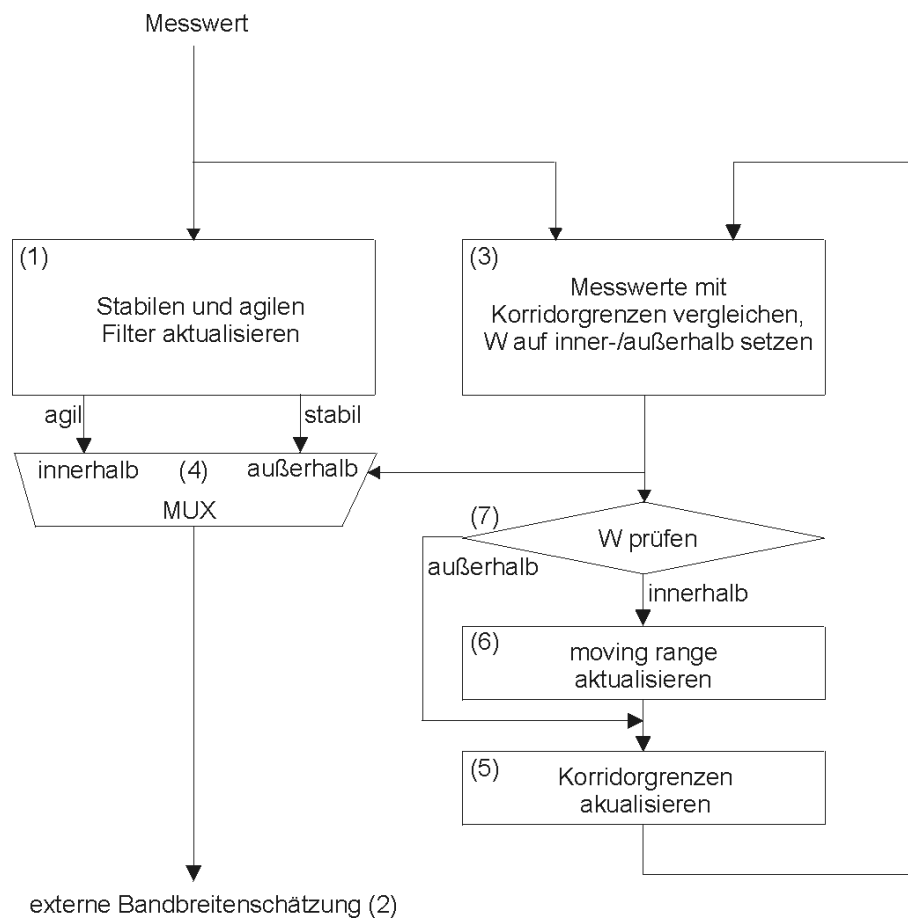 Messwert
(1)
Stabilen und agilen
Filter aktualisieren
(3)
Messwerte mit
Korridorgrenzen vergleichen,
W auf inner-/außerhalb setzen
agil
stabil
innerhalb
(4)
außerhalb
MUX
(7)
W prüfen
außerhalb
innerhalb
(6)
moving range
aktualisieren
(5)
Korridorgrenzen
akualisieren
externe Bandbreitenschätzung (2)